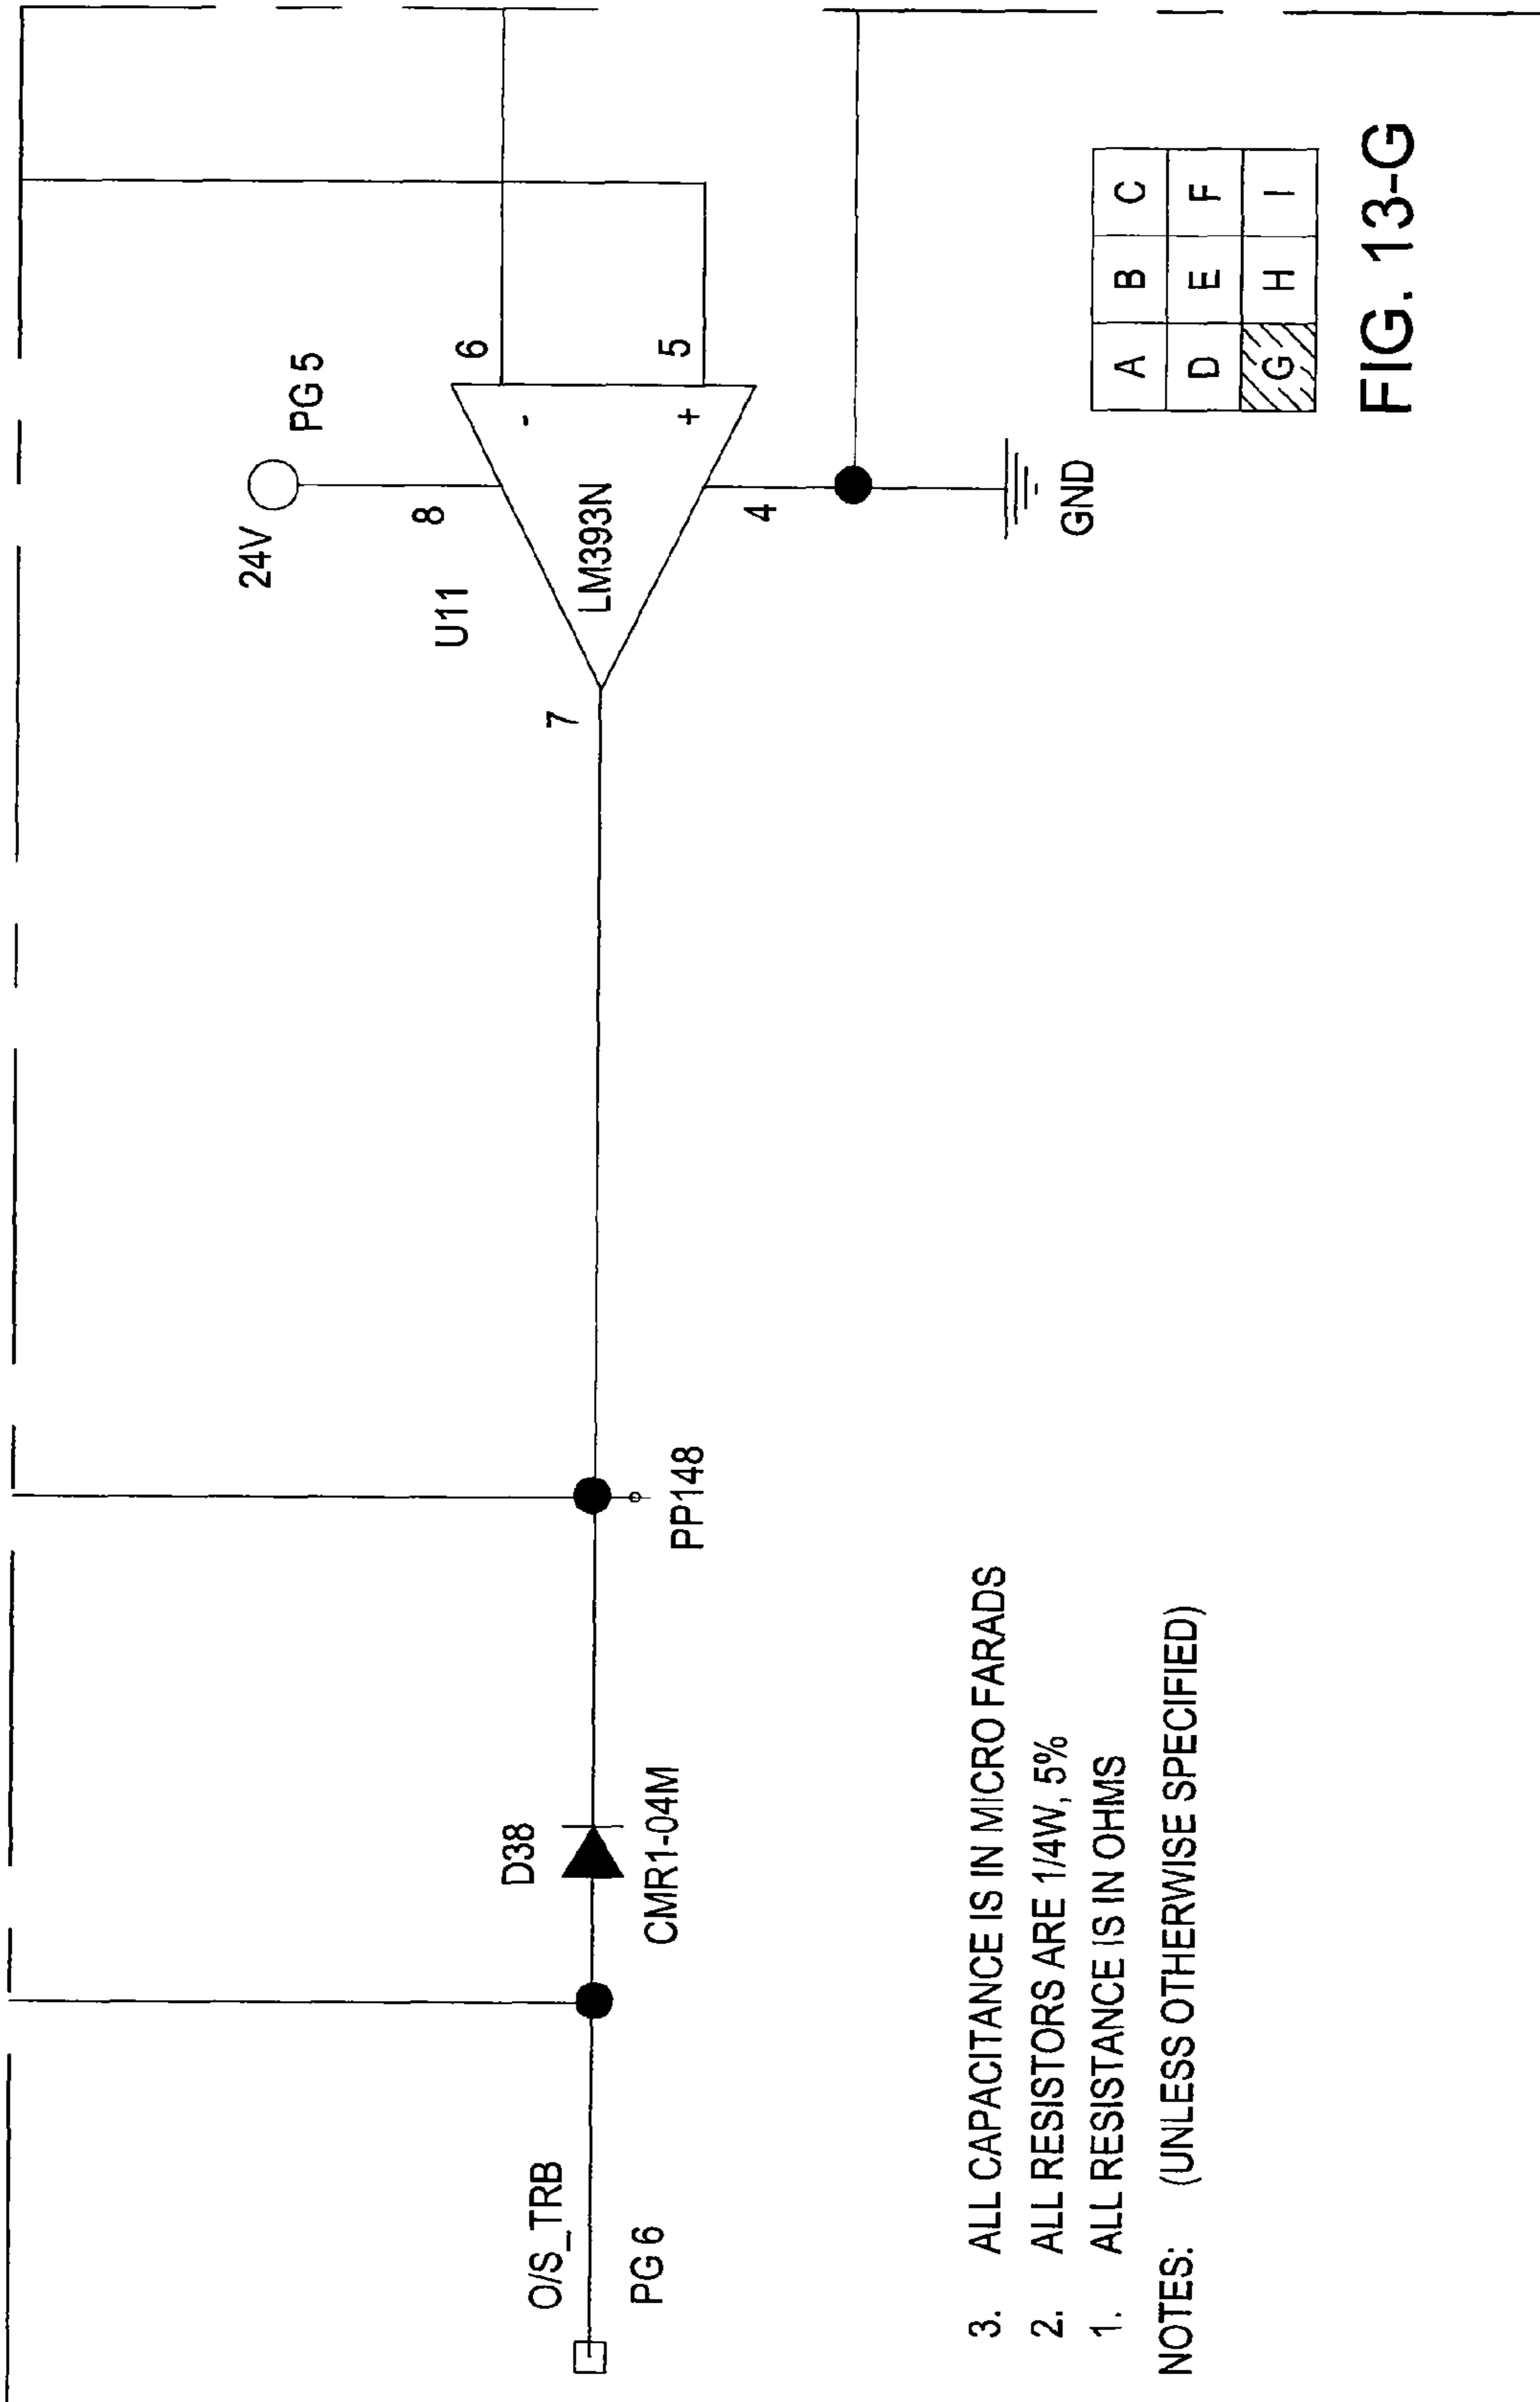 24V
PG 5
U11
8
6
-
LM393N
7
+
5
4
GND
D38
O/S_TRB
CMR1-04M
PG 6
PP148
3. ALL CAPACITANCE IS IN MICRO FARADS
2. ALL RESISTORS ARE 1/4W, 5%
1. ALL RESISTANCE IS IN OHMS
NOTES: (UNLESS OTHERWISE SPECIFIED)
A B C
D E F
G H I
FIG. 13-G